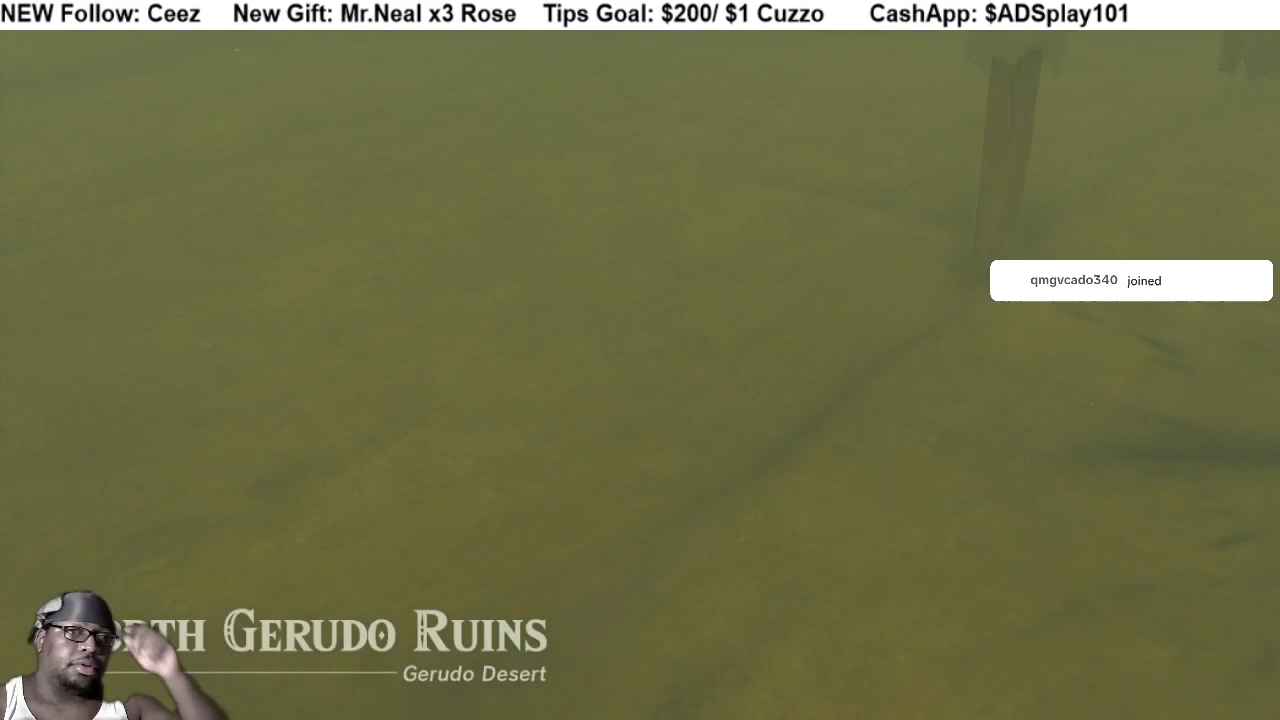 NEW Follow: Ceez New Gift: Mr.Neal x3 Rose Tips Goal: $200/ $1 Cuzzo CashApp: $ADSplay101
qmgvcado340 joined
Gerudo Ruins
Gerudo Desert